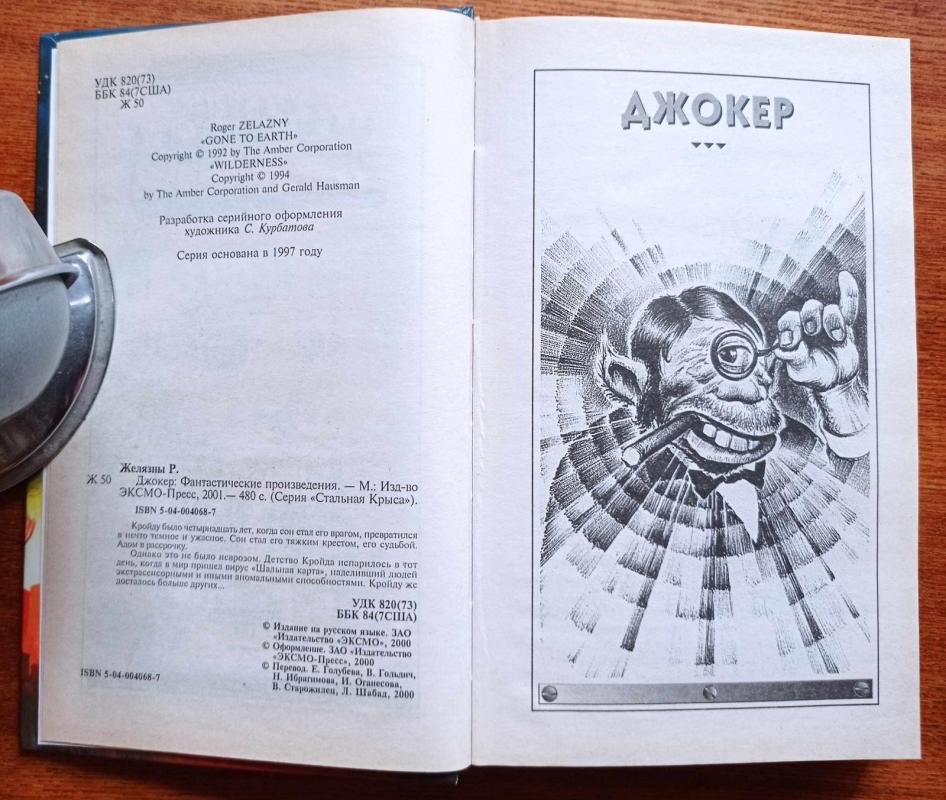 УДК 820(73)
ББК 84(7США)
Ж 50
Roger ZELAZNY
«GONE TO EARTH»
Copyright © 1992 by The Amber Corporation
«WILDERNESS»
Copyright © 1994
by The Amber Corporation and Gerald Hausman
Разработка серийного оформления
художника С. Курбатова
Серия основана в 1997 году
Желязны Р.
Ж 50 Джокер: Фантастические произведения. — М.: Изд-во
ЭКСМО-Пресс, 2001.— 480 с. (Серия «Стальная Крыса»).
ISBN 5-04-004068-7
Кройду было четырнадцать лет, когда сон стал его врагом, превратился
в нечто темное и ужасное. Сон стал его тяжким крестом, его судьбой.
Адом в рассрочку.
Однако это не было неврозом. Детство Кройда испарилось в тот
день, когда в мир пришел вирус «Шальная карта», наделивший людей
экстрасенсорными и иными аномальными способностями. Кройду же
досталось больше других...
УДК 820(73)
ББК 84(7США)
© Издание на русском языке. ЗАО
«Издательство «ЭКСМО», 2000
© Оформление. ЗАО «Издательство
«ЭКСМО-Пресс», 2000
© Перевод. Е. Голубева, В. Гольдич,
Н. Ибрагимова, И. Оганесова,
В. Старожилец, Л. Шабад, 2000
ISBN 5-04-004068-7
ДЖОКЕР